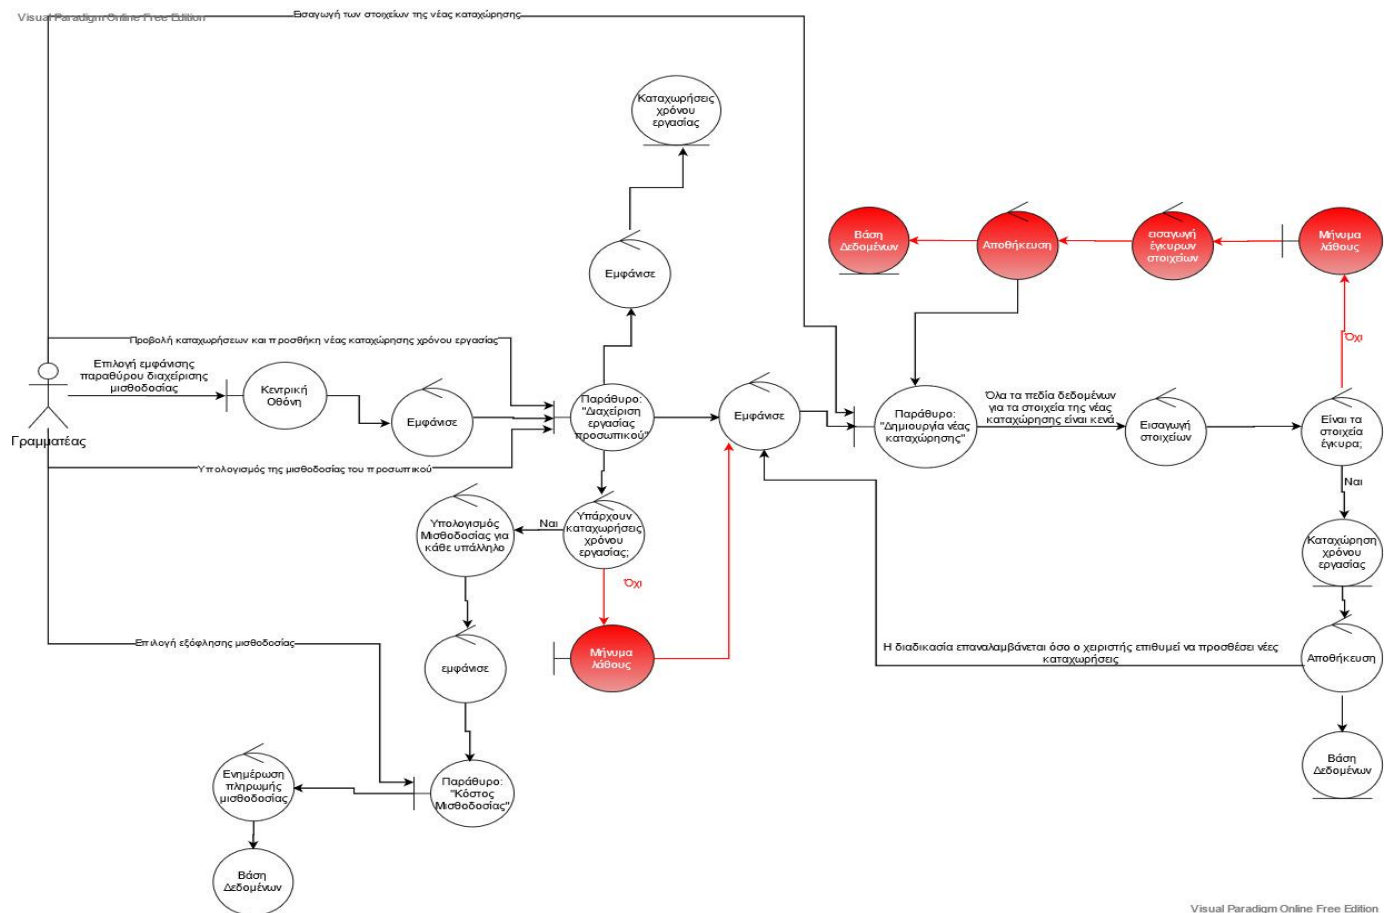 Visual Paradigm Online Free Edition
Εισαγωγή των στοιχείων της νέας καταχώρησης
Καταχωρήσεις
χρόνου
εργασίας
Βάση
Δεδομένων
Αποθήκευση
εισαγωγή
έγκυρων
στοιχείων
Μήνυμα
λάθους
Εμφάνισε
Όχι
Προβολή καταχωρήσεων και προσθήκη νέας καταχώρησης χρόνου εργασίας
Επιλογή εμφάνισης
παραθύρου διαχείρισης
μισθοδοσίας
Γραμματέας
Κεντρική
Οθόνη
Εμφάνισε
Παράθυρο:
"Διαχείριση
εργασίας
προσωπικού"
Εμφάνισε
Παράθυρο:
"Δημιουργία νέας
καταχώρησης"
Όλα τα πεδία δεδομένων
για τα στοιχεία της νέας
καταχώρησης είναι κενά
Εισαγωγή
στοιχείων
Είναι τα
στοιχεία
έγκυρα;
Υπολογισμός της μισθοδοσίας του προσωπικού
Ναι
Υπολογισμός
Μισθοδοσίας για
κάθε υπάλληλο
Ναι
Υπάρχουν
καταχωρήσεις
χρόνου
εργασίας;
Καταχώρηση
χρόνου
εργασίας
Όχι
Επιλογή εξόφλησης μισθοδοσίας
εμφάνισε
Μήνυμα
λάθους
Η διαδικασία επαναλαμβάνεται όσο ο χειριστής επιθυμεί να προσθέσει νέες
καταχωρήσεις
Αποθήκευση
Ενημέρωση
πληρωμής
μισθοδοσίας
Παράθυρο:
"Κόστος
Μισθοδοσίας"
Βάση
Δεδομένων
Βάση
Δεδομένων
Visual Paradigm Online Free Edition